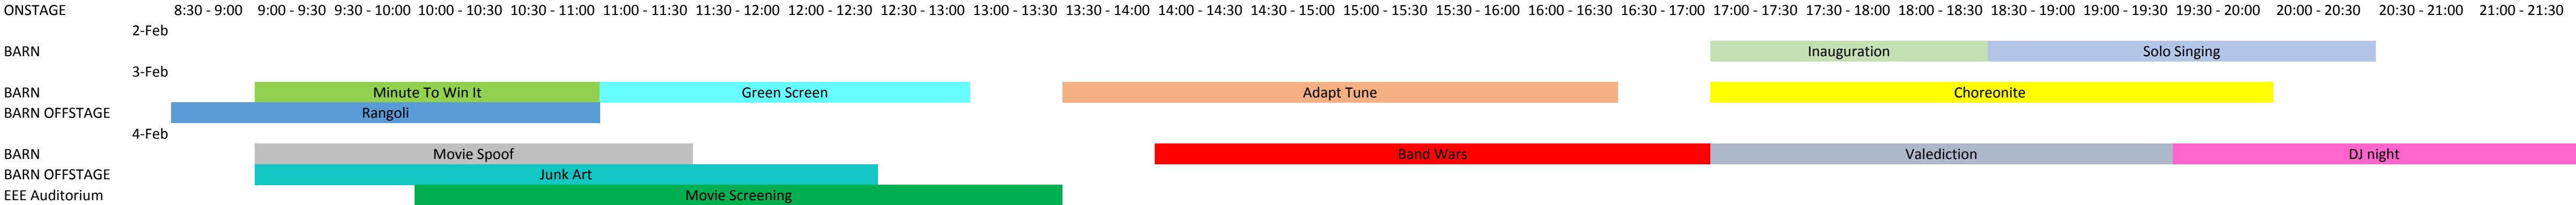 ONSTAGE 8:30 - 9:00 9:00 - 9:30 9:30 - 10:00 10:00 - 10:30 10:30 - 11:00 11:00 - 11:30 11:30 - 12:00 12:00 - 12:30 12:30 - 13:00 13:00 - 13:30 13:30 - 14:00 14:00 - 14:30 14:30 - 15:00 15:00 - 15:30 15:30 - 16:00 16:00 - 16:30 16:30 - 17:00 17:00 - 17:30 17:30 - 18:00 18:00 - 18:30 18:30 - 19:00 19:00 - 19:30 19:30 - 20:00 20:00 - 20:30 20:30 - 21:00 21:00 - 21:30
2-Feb
BARN Inauguration Solo Singing
3-Feb
BARN Minute To Win It Green Screen Adapt Tune Choreonite
BARN OFFSTAGE Rangoli
4-Feb
BARN Movie Spoof Band Wars Valediction DJ night
BARN OFFSTAGE Junk Art
EEE Auditorium Movie Screening